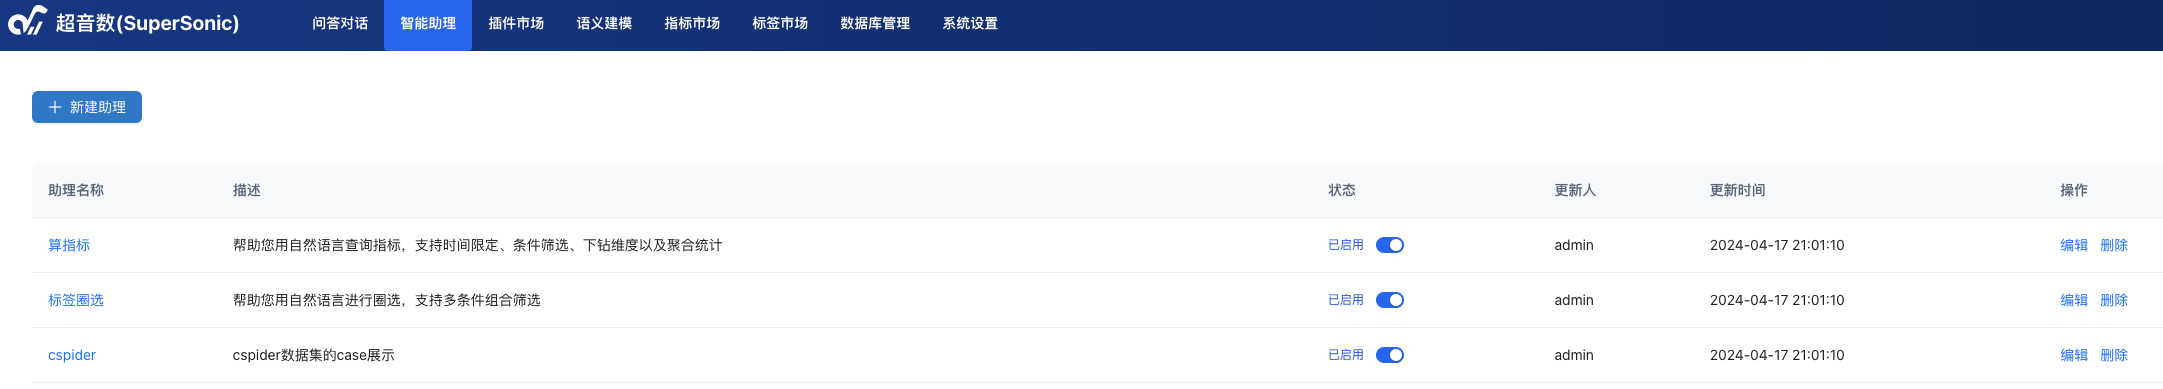 超音数(SuperSonic) 问答对话 智能助理 插件市场 语义建模 指标市场 标签市场 数据库管理 系统设置
新建助理
助理名称 描述 状态 更新人 更新时间 操作
算指标 帮助您用自然语言查询指标，支持时间限定、条件筛选、下钻维度以及聚合统计 已启用 admin 2024-04-17 21:01:10 编辑 删除
标签圈选 帮助您用自然语言进行圈选，支持多条件组合筛选 已启用 admin 2024-04-17 21:01:10 编辑 删除
cspider cspider数据集的case展示 已启用 admin 2024-04-17 21:01:10 编辑 删除